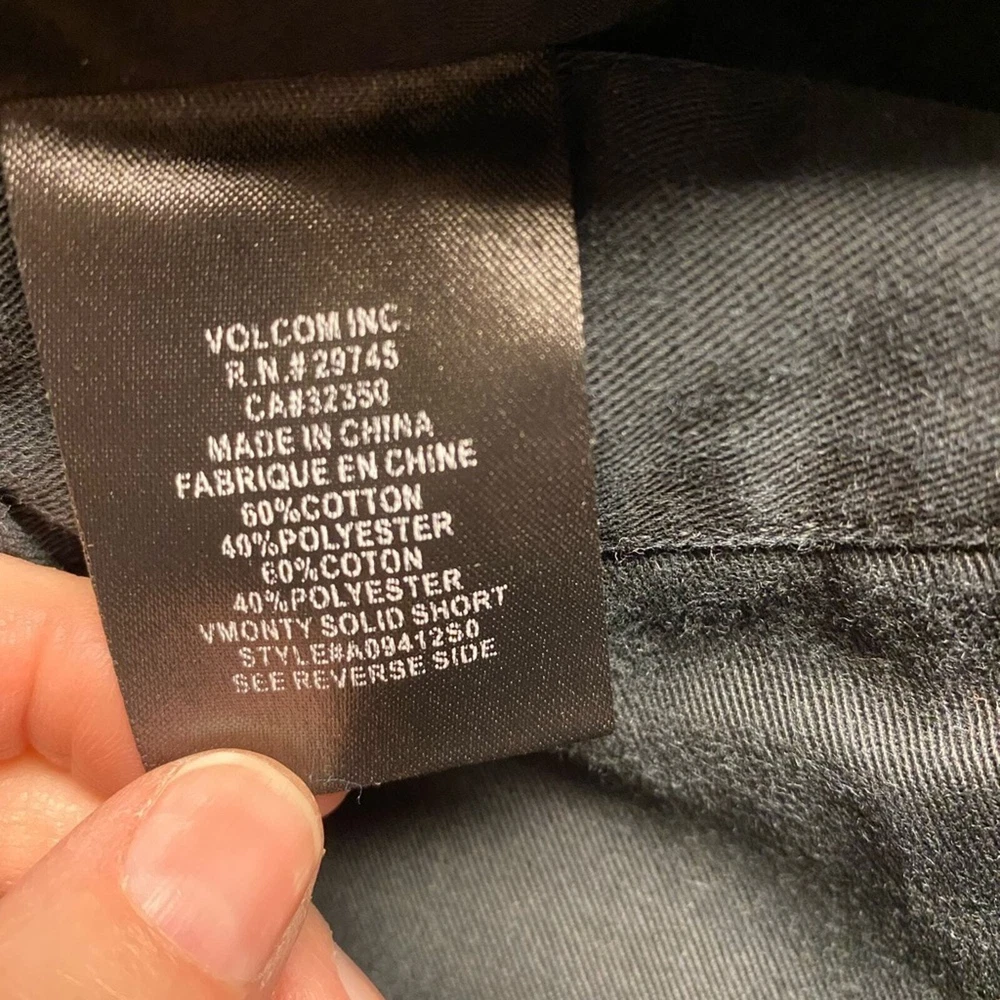 VOLCOM INC.
R.N.# 29745
CA#32350
MADE IN CHINA
FABRIQUE EN CHINE
60%COTTON
40%POLYESTER
60%COTON
40%POLYESTER
VMONTY SOLID SHORT
STYLE#A09412S0
SEE REVERSE SIDE